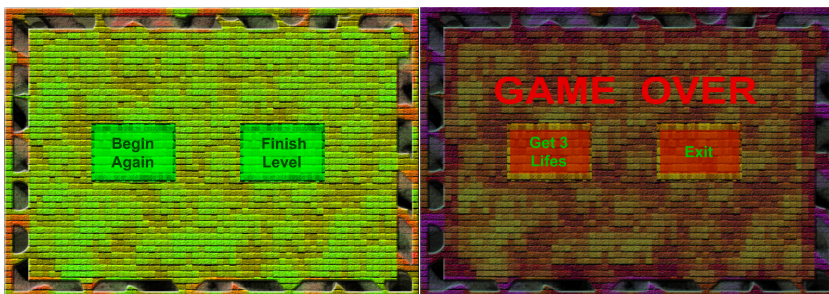 Begin
Again
Finish
Level
GAME OVER
Get 3
Lifes
Exit